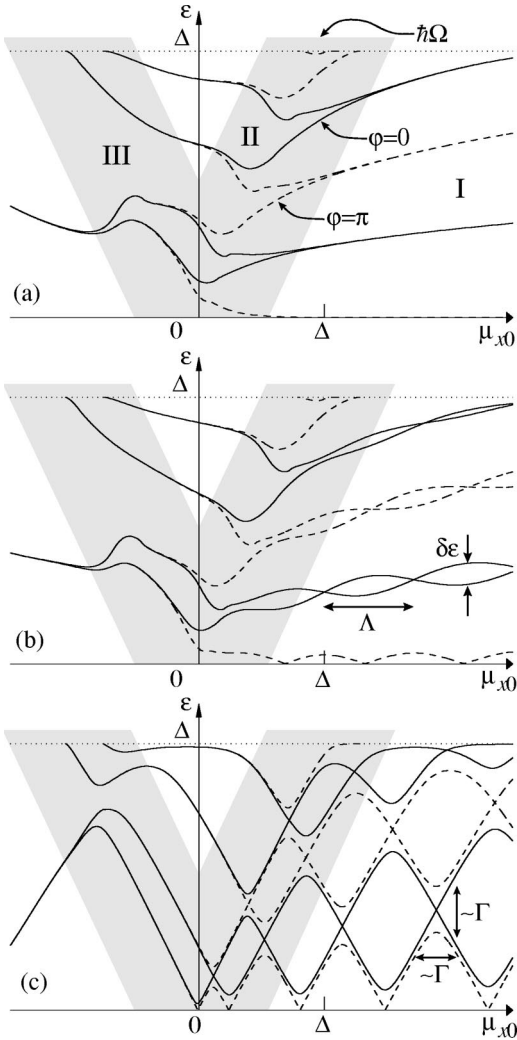 ε
Δ
ħΩ
II
φ=0
III
I
φ=π
(a)
0
Δ
μx0
ε
Δ
δε
Λ
(b)
0
Δ
μx0
ε
Δ
~Γ
~Γ
(c)
0
Δ
μx0